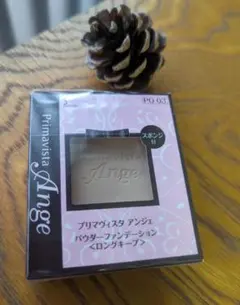 PO 03
スポンジ
付
Primavista
Ange
Ange
プリマヴィスタ アンジェ
パウダーファンデーション
<ロングキープ>